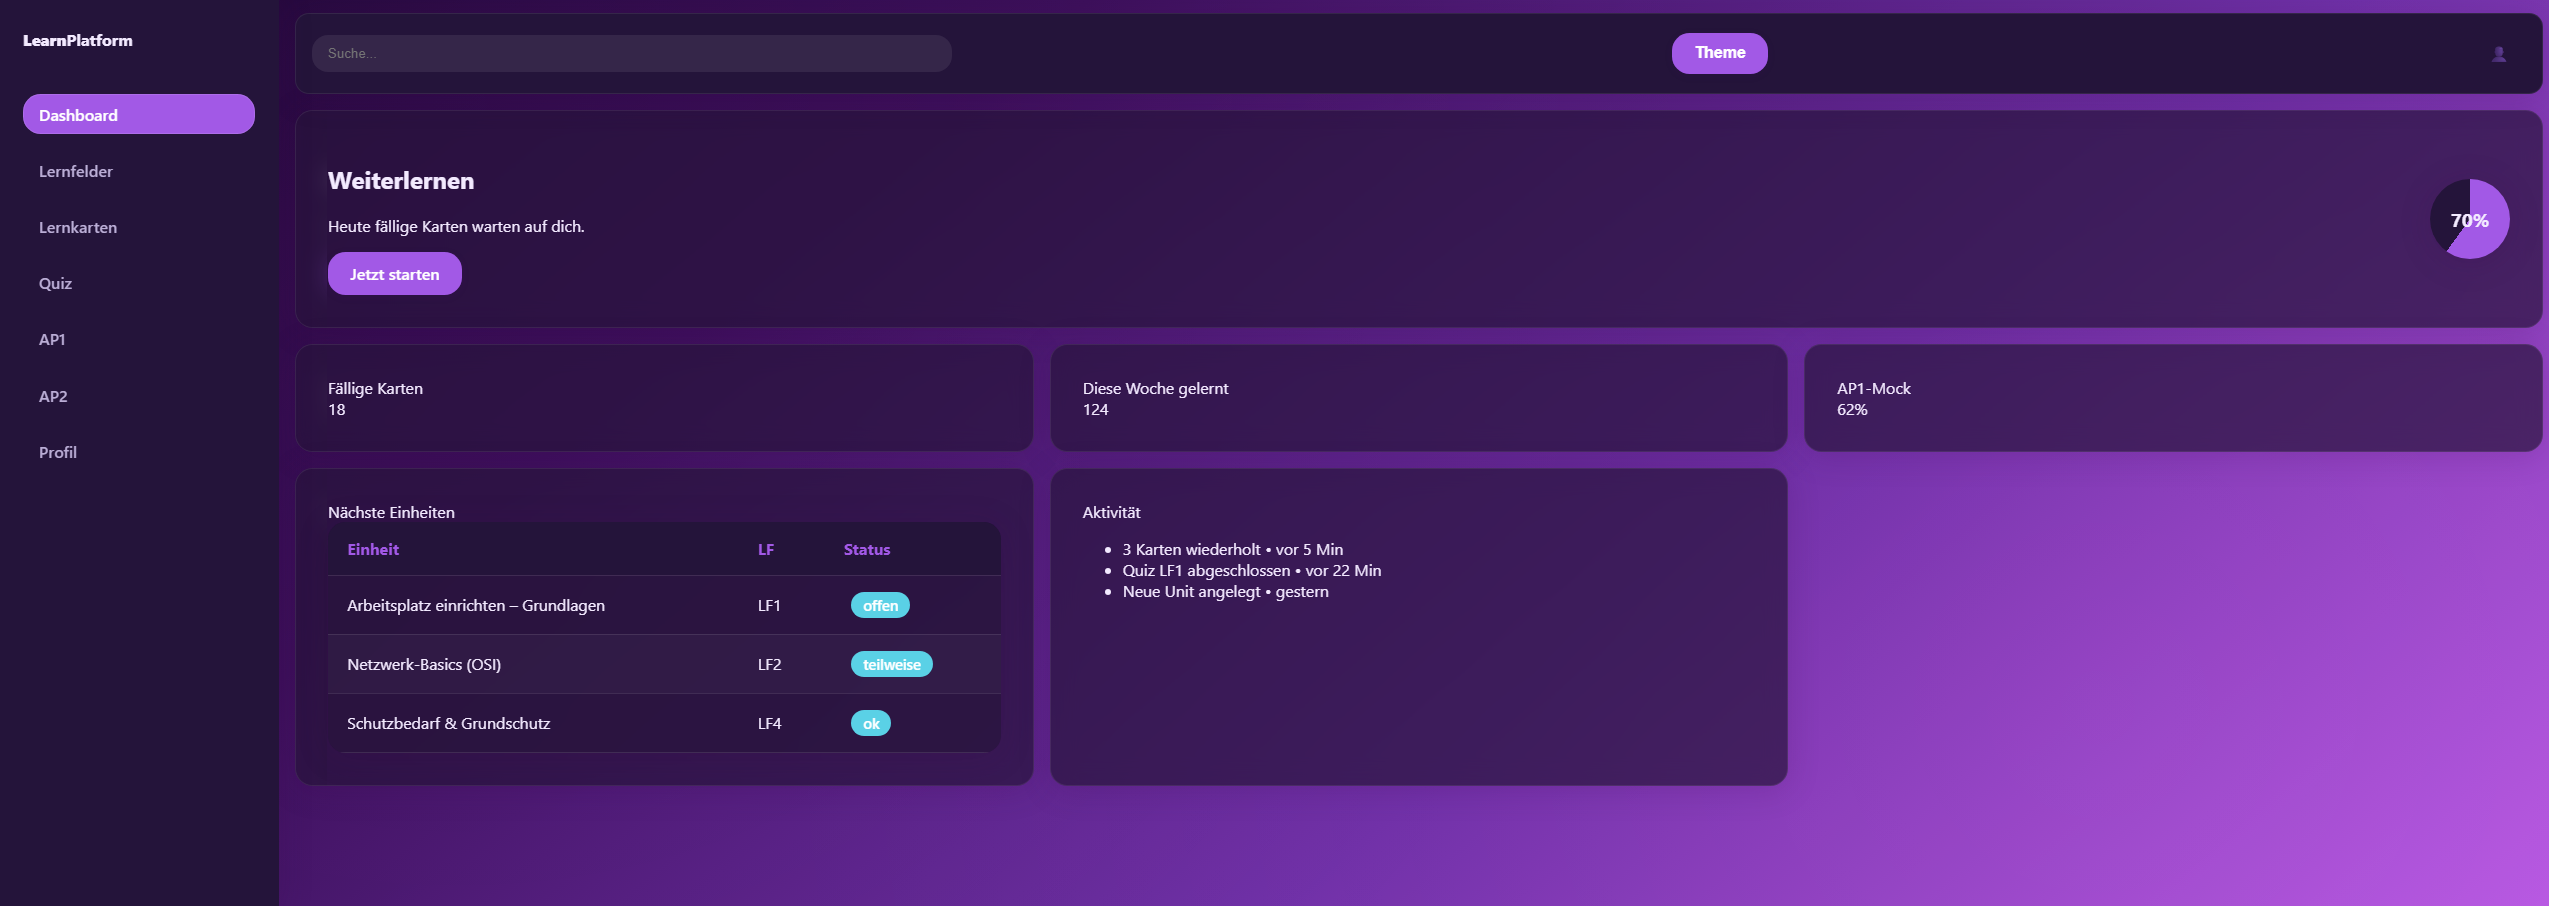 LearnPlatform
Dashboard
Lernfelder
Lernkarten
Quiz
AP1
AP2
Profil
Suche...
Theme
Weiterlernen
Heute fällige Karten warten auf dich.
Jetzt starten
70%
Fällige Karten
18
Diese Woche gelernt
124
AP1-Mock
62%
Nächste Einheiten
Einheit LF Status
Arbeitsplatz einrichten – Grundlagen LF1 offen
Netzwerk-Basics (OSI) LF2 teilweise
Schutzbedarf & Grundschutz LF4 ok
Aktivität
• 3 Karten wiederholt • vor 5 Min
• Quiz LF1 abgeschlossen • vor 22 Min
• Neue Unit angelegt • gestern